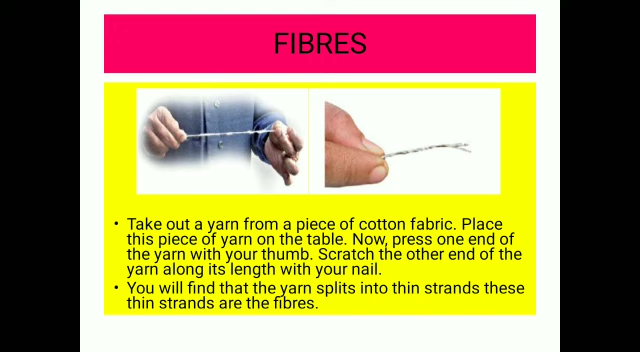 FIBRES
• Take out a yarn from a piece of cotton fabric. Place
this piece of yarn on the table. Now, press one end of
the yarn with your thumb. Scratch the other end of the
yarn along its length with your nail.
• You will find that the yarn splits into thin strands these
thin strands are the fibres.